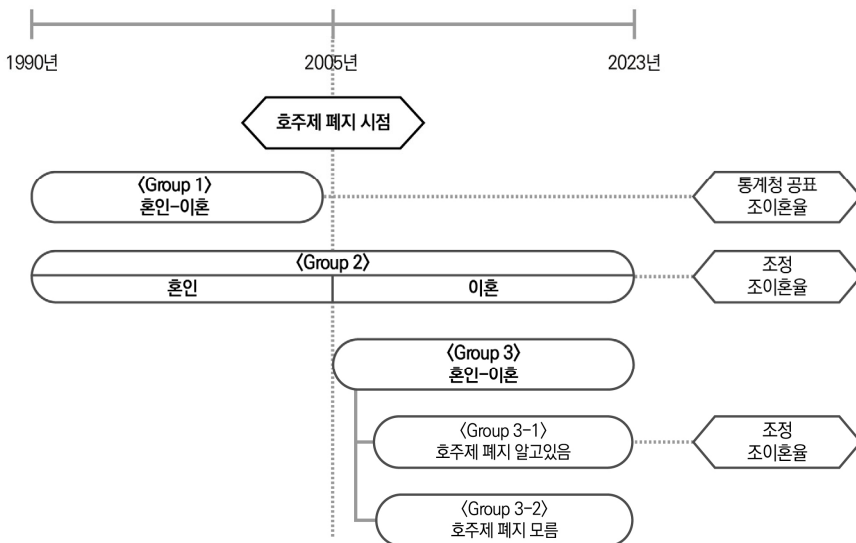 1990년
2005년
2023년
호주제 폐지 시점
〈Group 1〉
혼인-이혼
통계청 공표
조이혼율
〈Group 2〉
혼인
이혼
조정
조이혼율
〈Group 3〉
혼인-이혼
〈Group 3-1〉
호주제 폐지 알고있음
조정
조이혼율
〈Group 3-2〉
호주제 폐지 모름